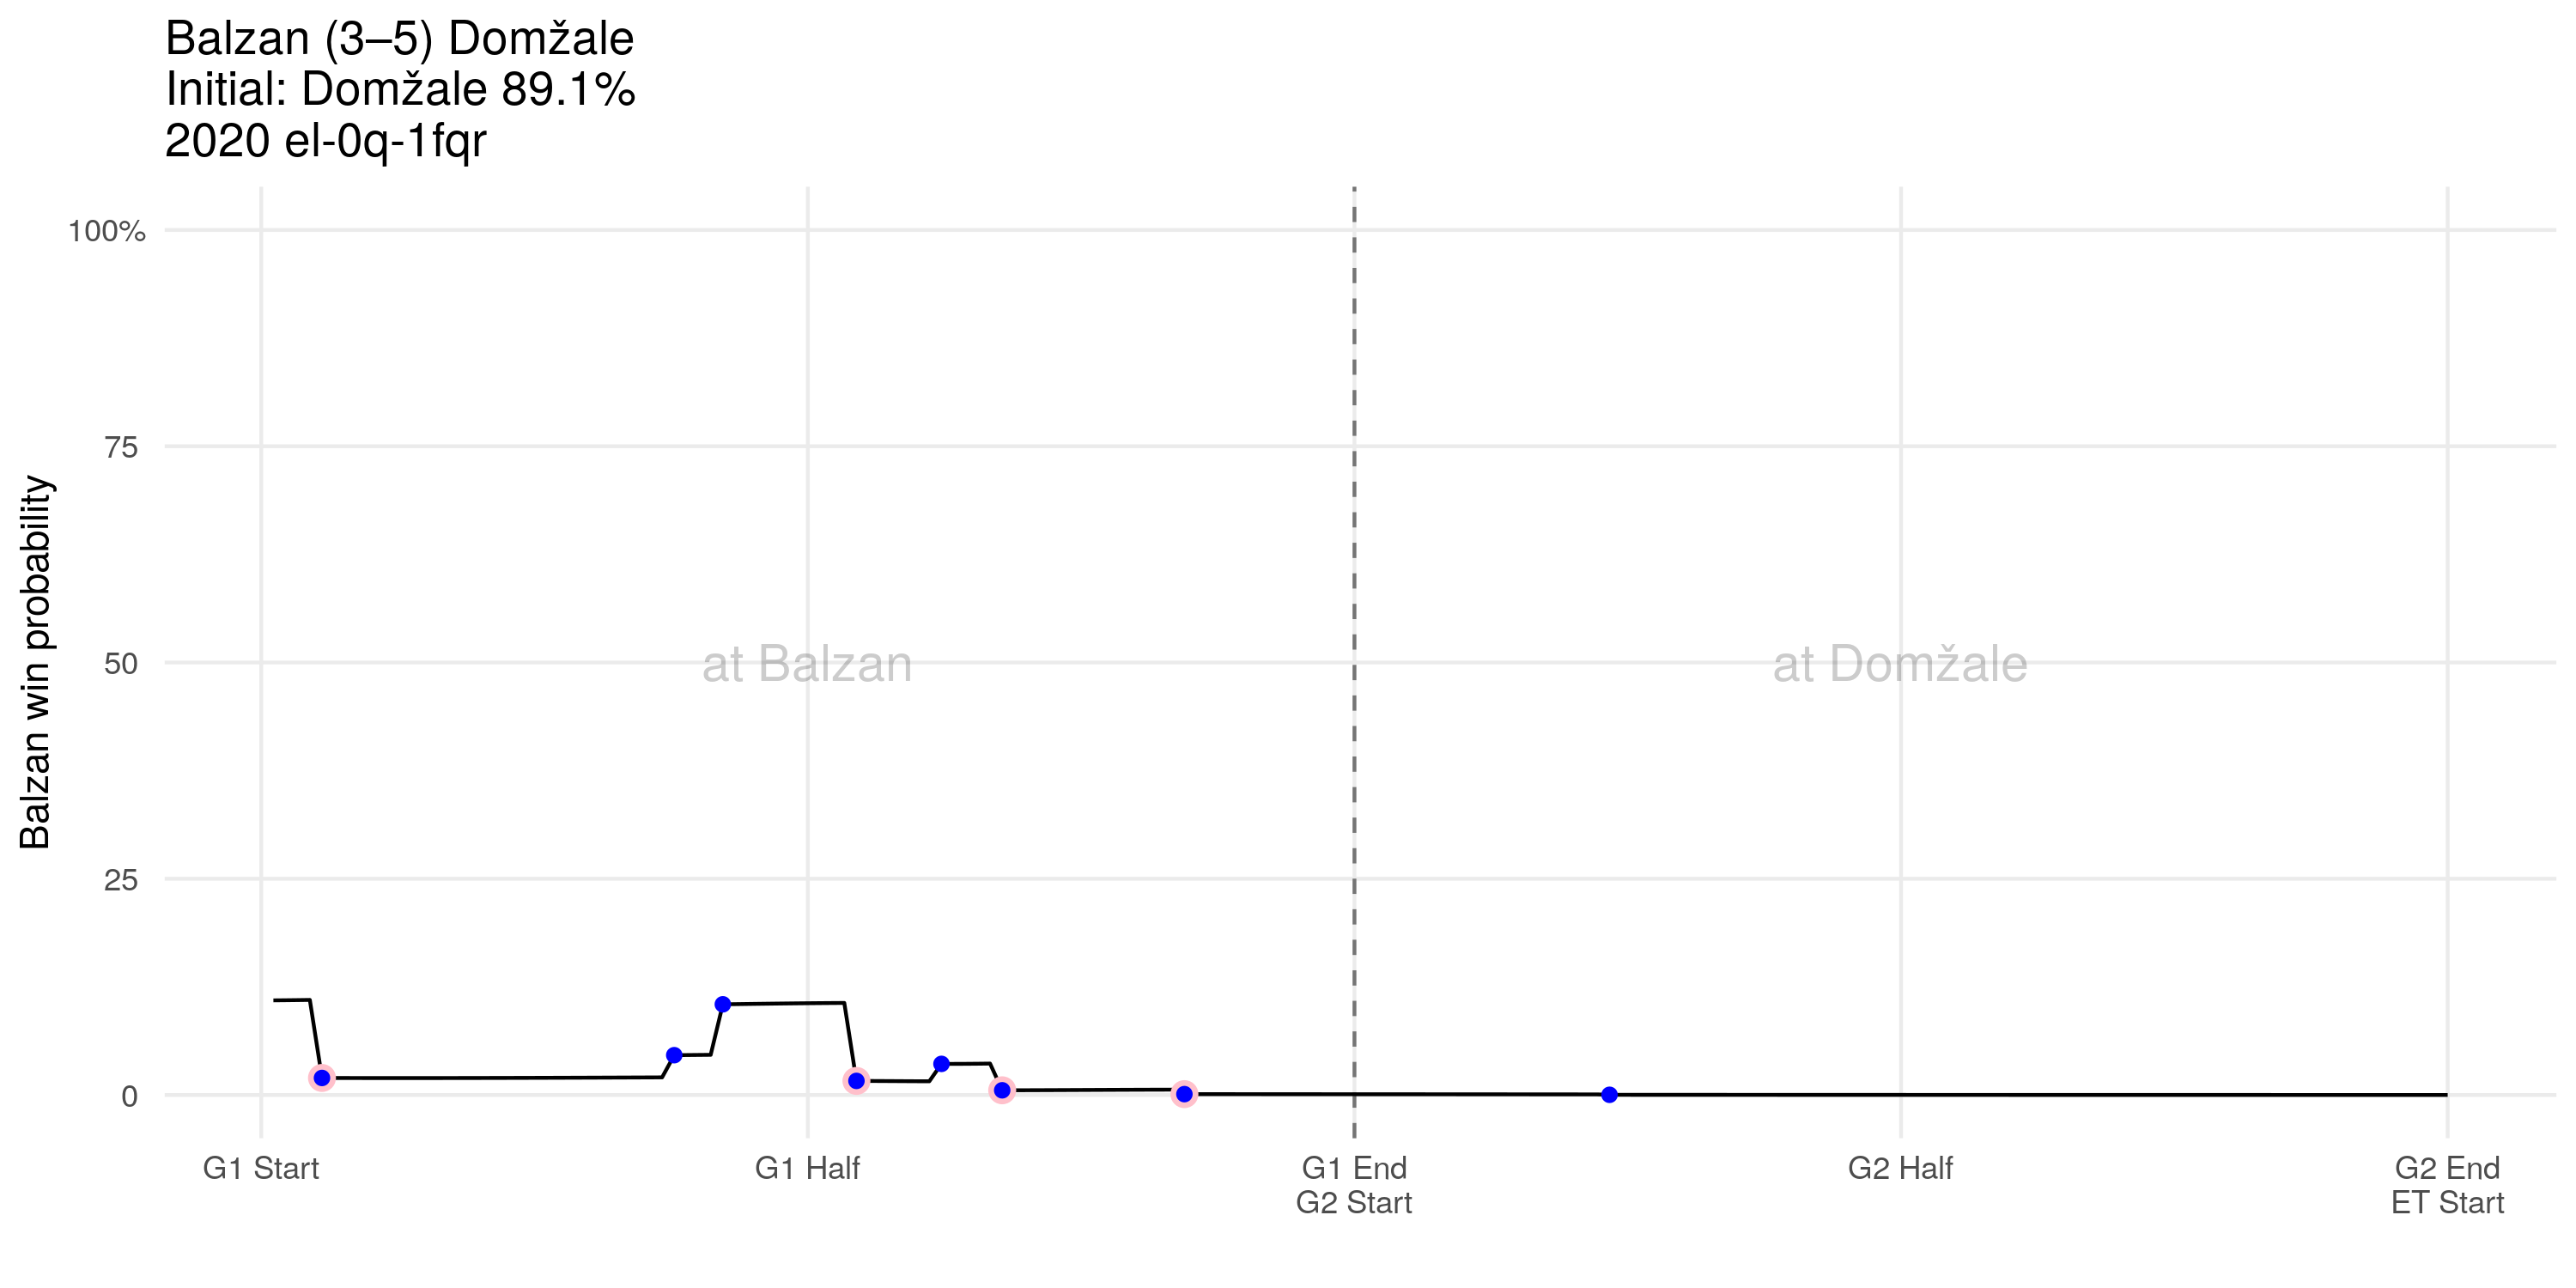 Balzan (3–5) Domžale
Initial: Domžale 89.1%
2020 el-0q-1fqr
Balzan win probability
100%
75
50
25
0
at Balzan
at Domžale
G1 Start
G1 Half
G1 End
G2 Start
G2 Half
G2 End
ET Start